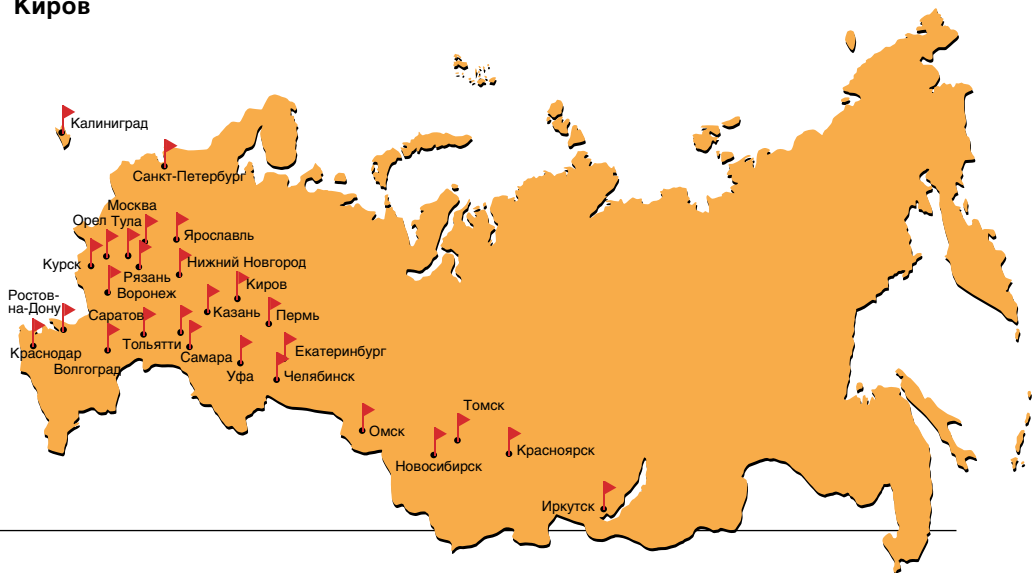 Киров
Калиниград
Санкт-Петербург
Москва
Орел Тула
Ярославль
Курск
Нижний Новгород
Рязань
Киров
Воронеж
Ростов-
на-Дону
Саратов
Казань
Пермь
Тольятти
Краснодар
Самара
Екатеринбург
Волгоград
Уфа
Челябинск
Томск
Омск
Красноярск
Новосибирск
Иркутск